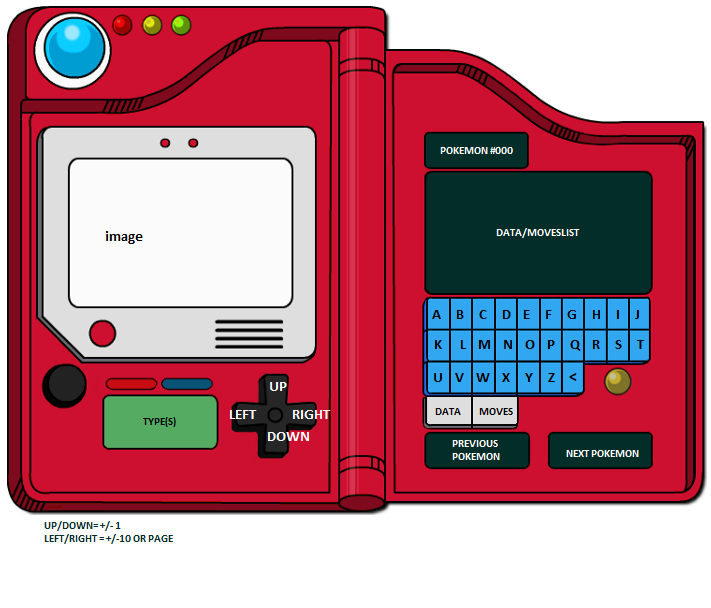 POKEMON #000
image
DATA/MOVESLIST
A B C D E F G H I J
K L M N O P Q R S T
U V W X Y Z <
UP
LEFT RIGHT
DOWN
TYPE(S)
DATA MOVES
PREVIOUS
POKEMON
NEXT POKEMON
UP/DOWN= +/- 1
LEFT/RIGHT = +/-10 OR PAGE